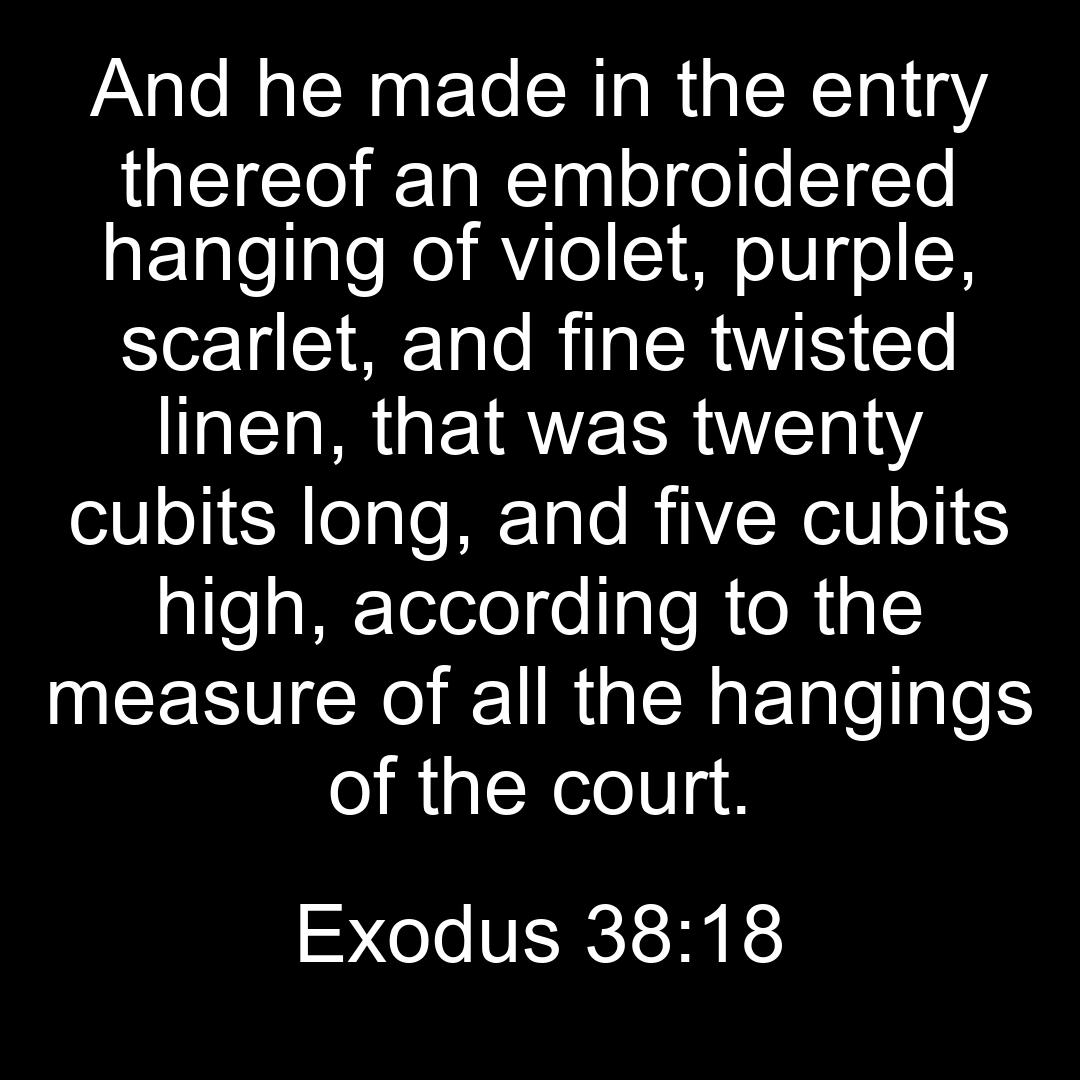 And he made in the entry
thereof an embroidered
hanging of violet, purple,
scarlet, and fine twisted
linen, that was twenty
cubits long, and five cubits
high, according to the
measure of all the hangings
of the court.
Exodus 38:18